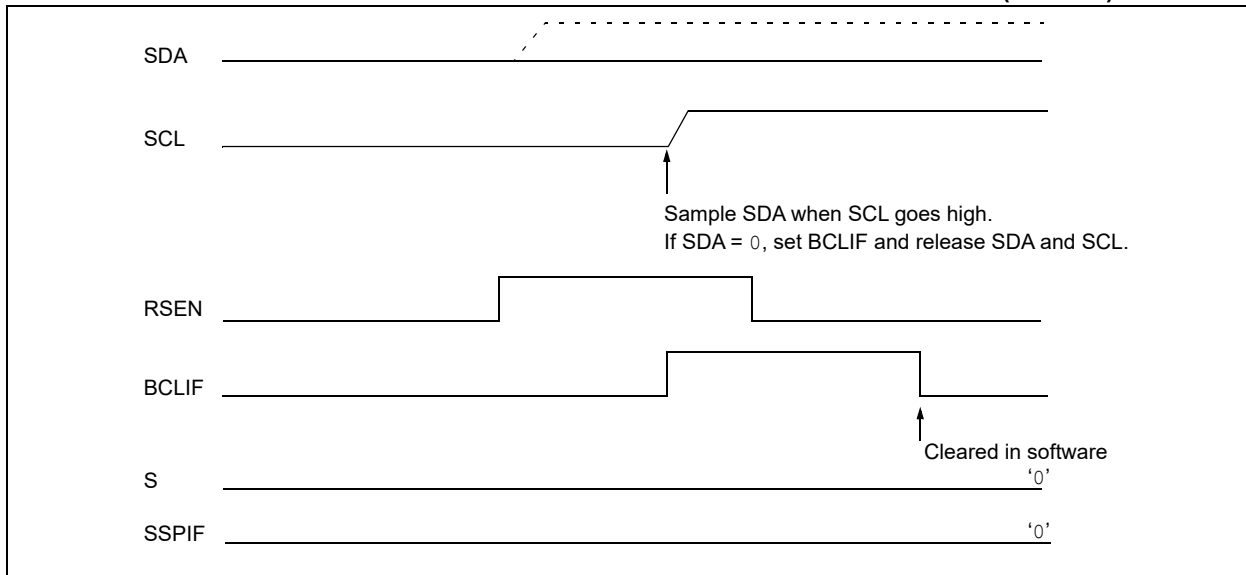 SDA
SCL
Sample SDA when SCL goes high.
If SDA = 0, set BCLIF and release SDA and SCL.
RSEN
BCLIF
Cleared in software
S
‘0’
SSPIF
‘0’